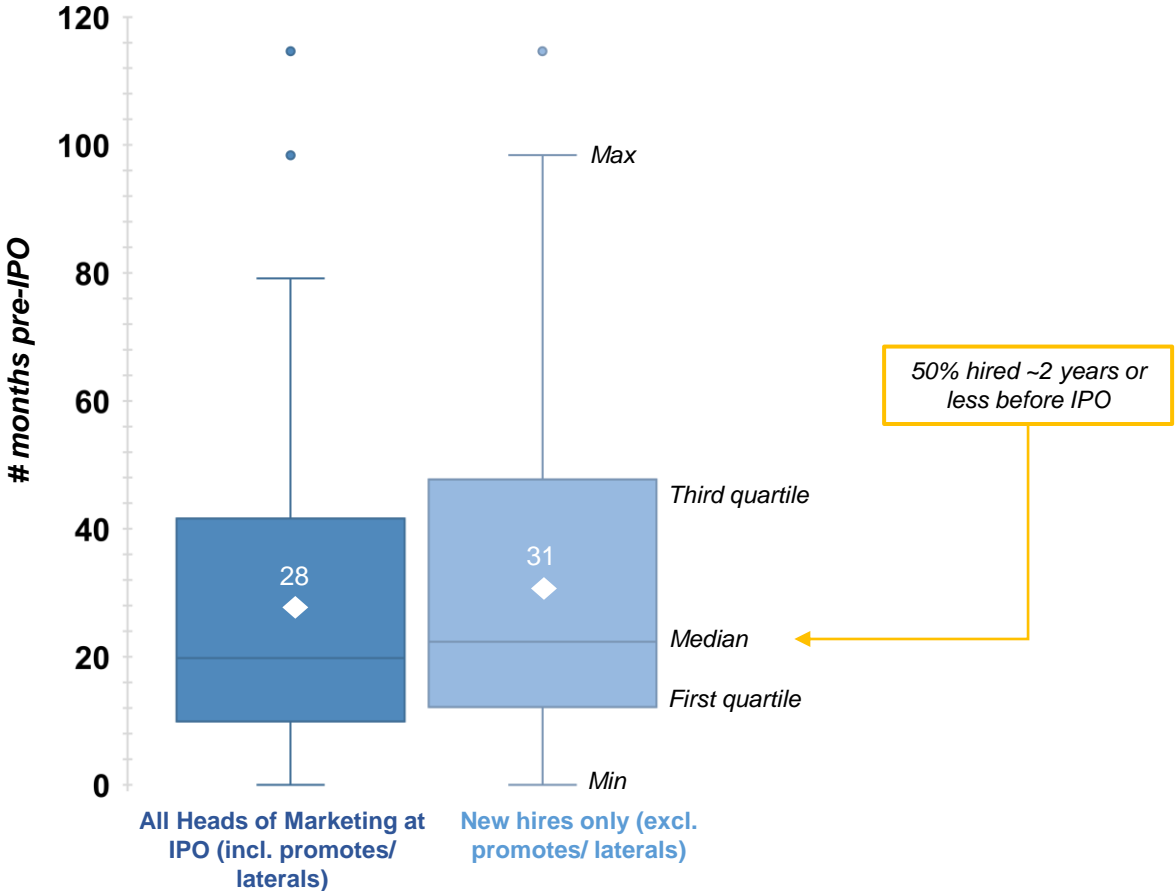 120
100
80
60
40
20
0
# months pre-IPO
28
31
Max
Third quartile
Median
First quartile
Min
50% hired ~2 years or
less before IPO
All Heads of Marketing at
IPO (incl. promotes/
laterals)
New hires only (excl.
promotes/ laterals)